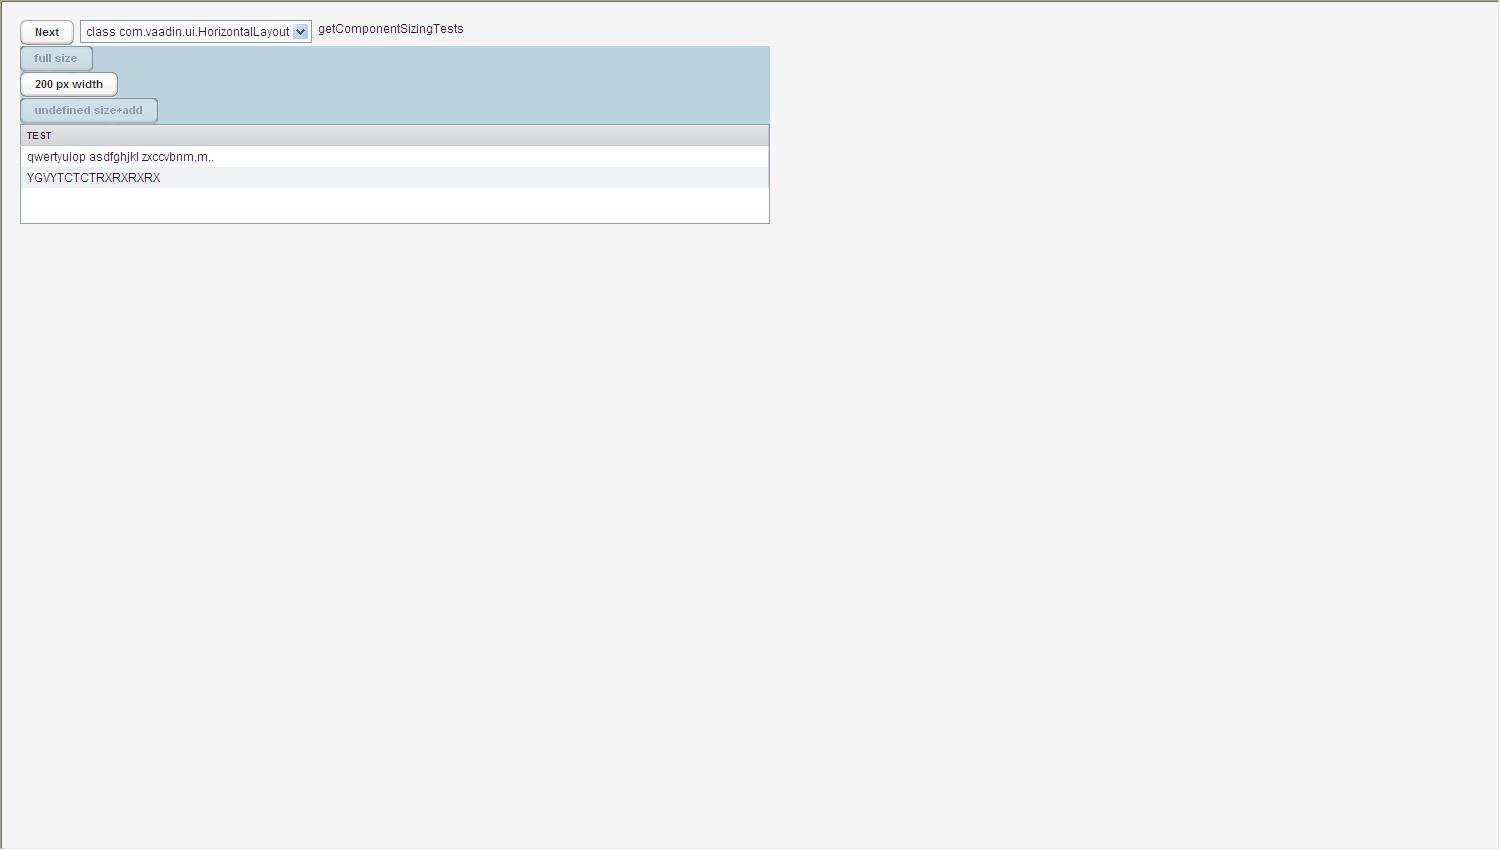 Next class com.vaadin.ui.HorizontalLayout getComponentSizingTests
full size
200 px width
undefined size+add
TEST
qwertyuiop asdfghjkl zxccvbnm,m,.
YGVYTCTCTRXRXRXRX